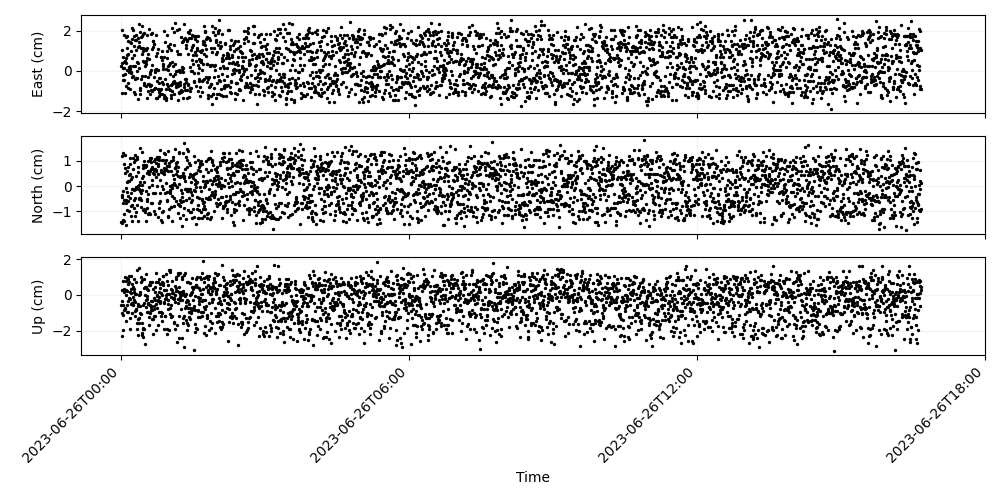 East (cm)
2
0
−2
North (cm)
1
0
−1
Up (cm)
2
0
−2
2023-06-26T00:00
2023-06-26T06:00
2023-06-26T12:00
2023-06-26T18:00
Time